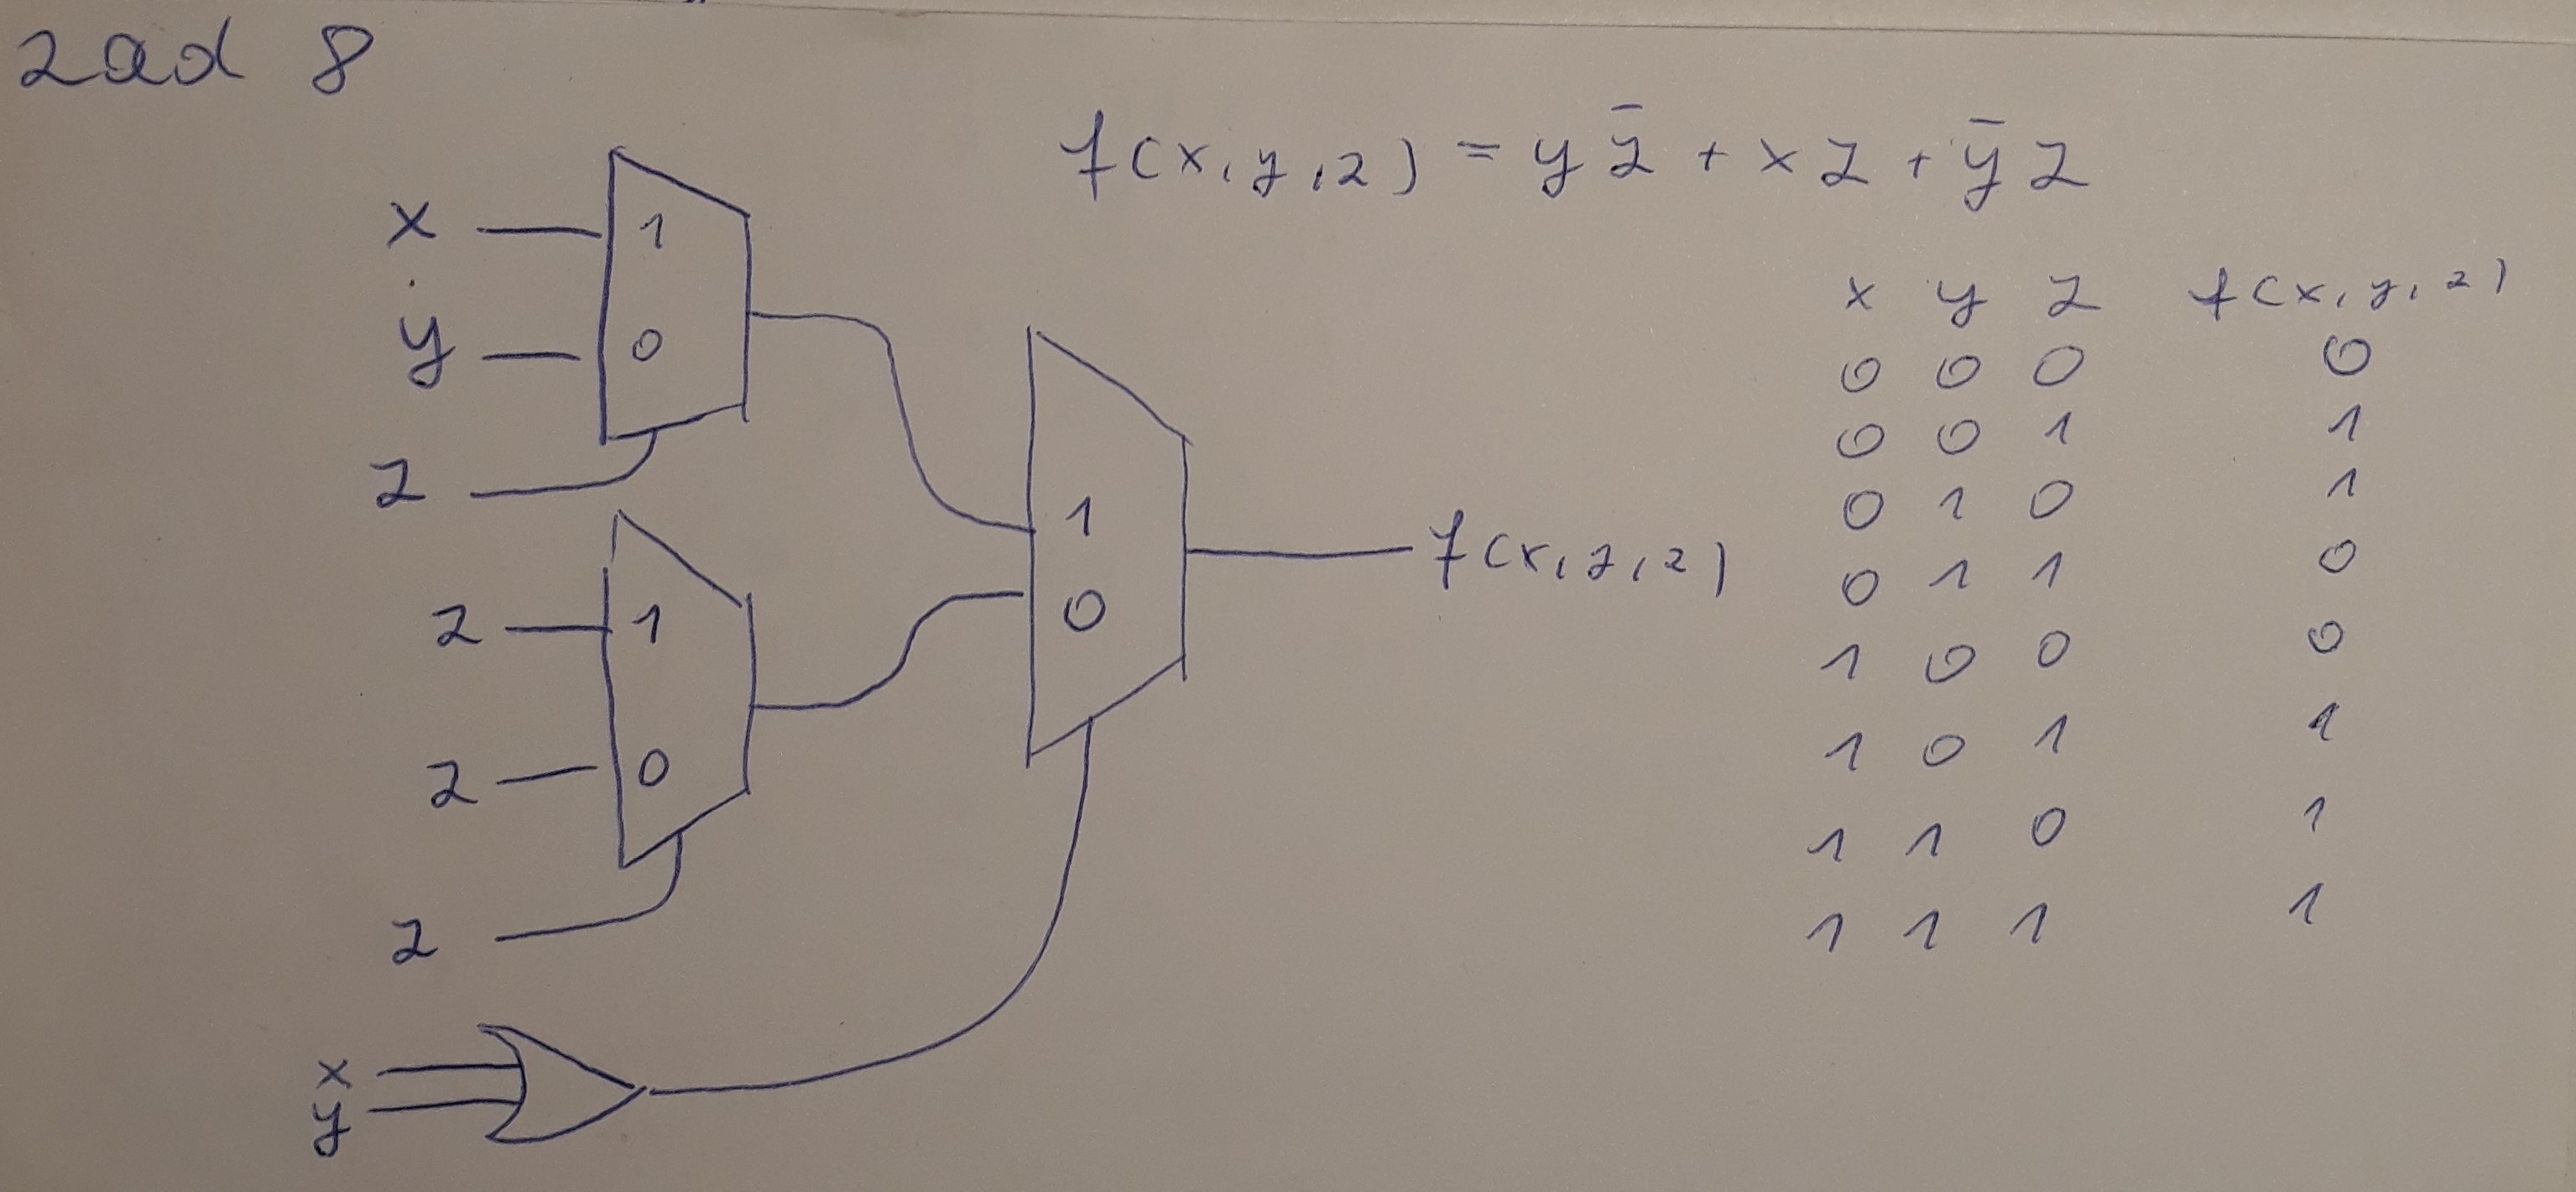 zad 8
f(x,y,z) = yz̄ + xz + ȳz
x 1
y 0
z
z 1
z 0
z
1
0
f(x,y,z)
x
y
x y z f(x,y,z)
0 0 0 0
0 0 1 1
0 1 0 1
0 1 1 0
1 0 0 0
1 0 1 1
1 1 0 1
1 1 1 1